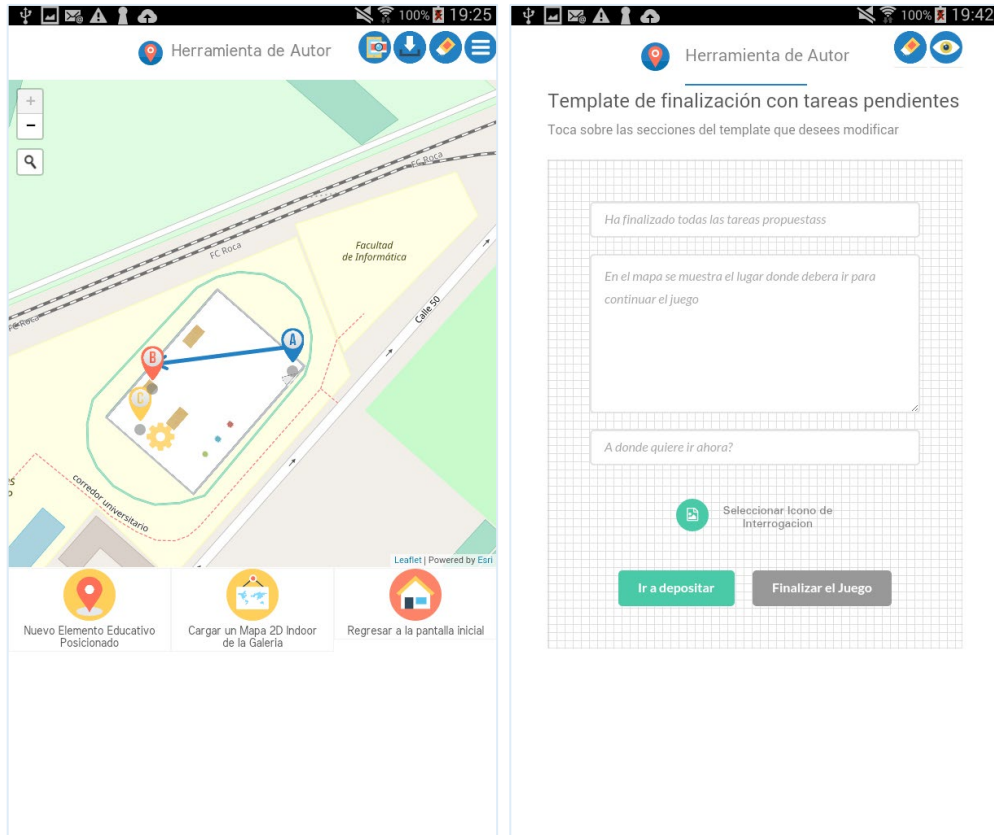 100% 19:25
Herramienta de Autor
+
-
FC Roca
FC Roca
Facultad
de Informática
FC Roca
Calle 50
A
B
C
corredor universitario
Leaflet | Powered by Esri
Nuevo Elemento Educativo
Posicionado
Cargar un Mapa 2D Indoor
de la Galeria
Regresar a la pantalla inicial
100% 19:42
Herramienta de Autor
Template de finalización con tareas pendientes
Toca sobre las secciones del template que desees modificar
Ha finalizado todas las tareas propuestass
En el mapa se muestra el lugar donde debera ir para
continuar el juego
A donde quiere ir ahora?
Seleccionar Icono de
Interrogacion
Ir a depositar
Finalizar el Juego